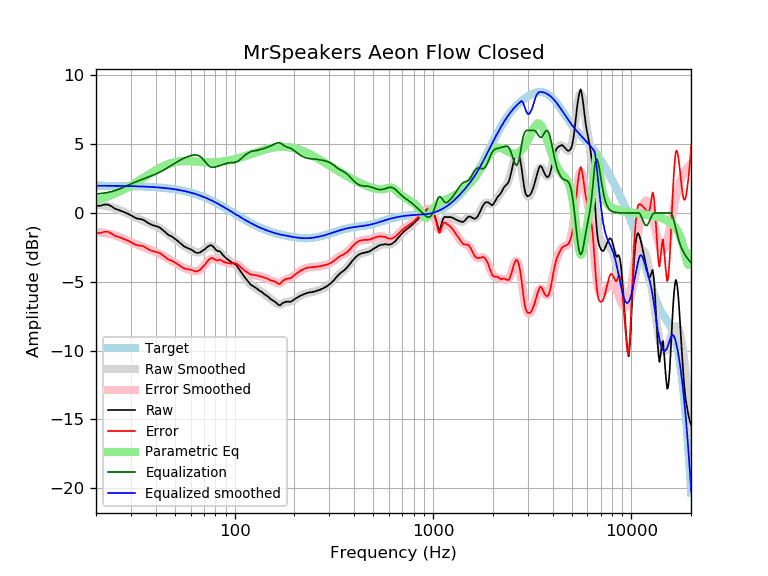 MrSpeakers Aeon Flow Closed
10
5
0
−5
−10
−15
−20
Amplitude (dBr)
Target
Raw Smoothed
Error Smoothed
Raw
Error
Parametric Eq
Equalization
Equalized smoothed
100
1000
10000
Frequency (Hz)